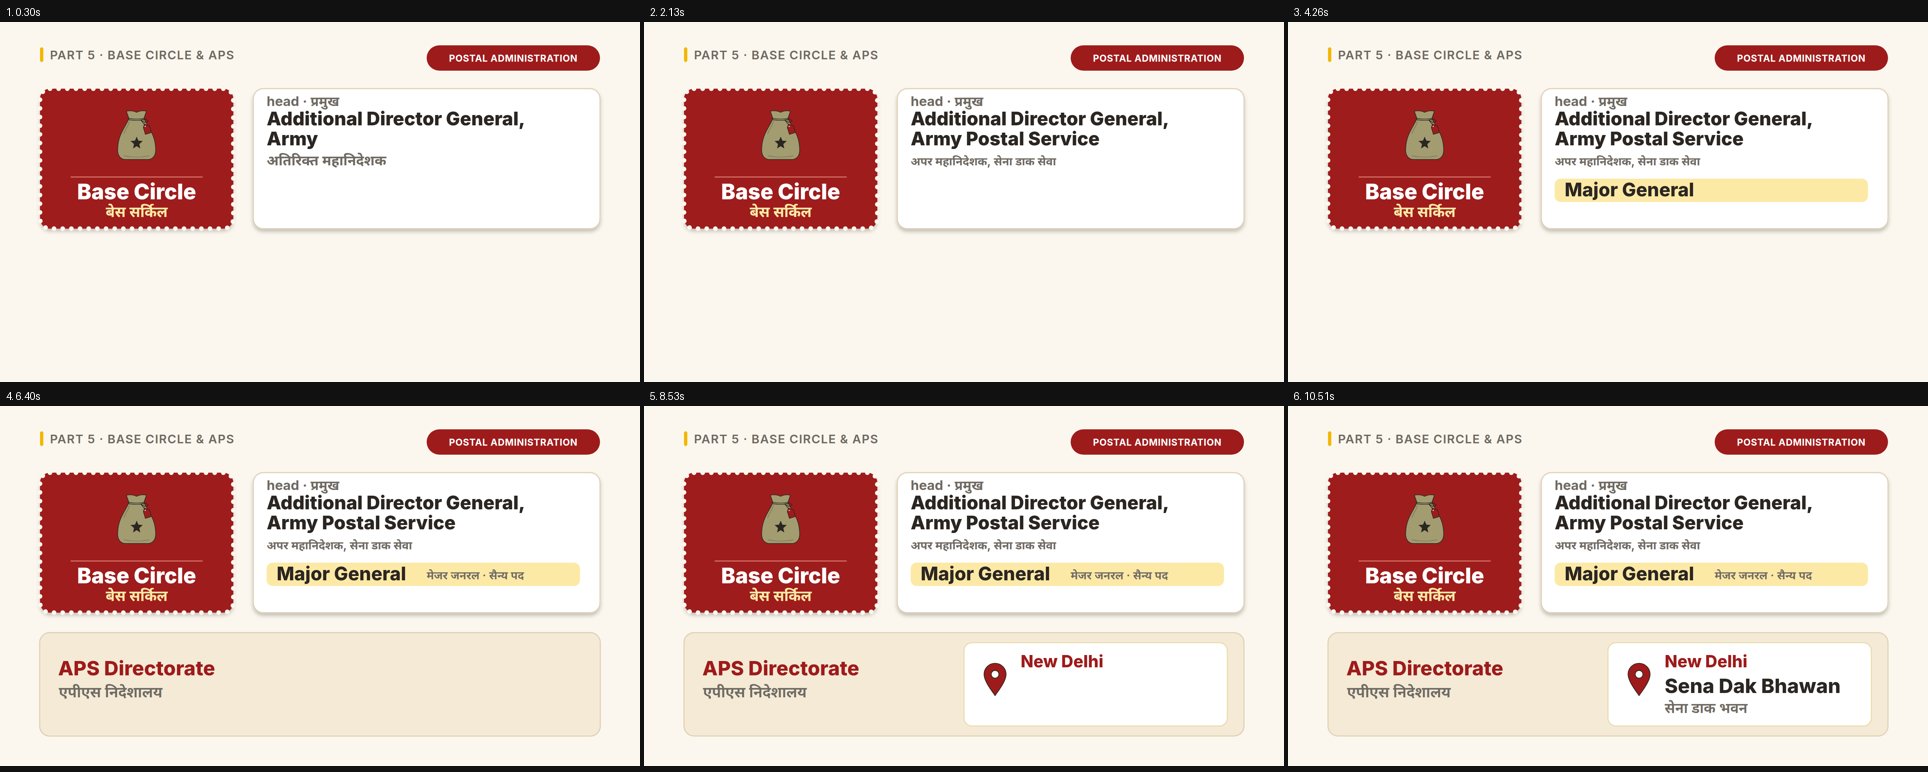 1. 0.30s
PART 5 · BASE CIRCLE & APS
POSTAL ADMINISTRATION
Base Circle
बेस सर्किल
head · प्रमुख
Additional Director General,
Army
अतिरिक्त महानिदेशक
2. 2.13s
PART 5 · BASE CIRCLE & APS
POSTAL ADMINISTRATION
Base Circle
बेस सर्किल
head · प्रमुख
Additional Director General,
Army Postal Service
अपर महानिदेशक, सेना डाक सेवा
3. 4.26s
PART 5 · BASE CIRCLE & APS
POSTAL ADMINISTRATION
Base Circle
बेस सर्किल
head · प्रमुख
Additional Director General,
Army Postal Service
अपर महानिदेशक, सेना डाक सेवा
Major General
4. 6.40s
PART 5 · BASE CIRCLE & APS
POSTAL ADMINISTRATION
Base Circle
बेस सर्किल
head · प्रमुख
Additional Director General,
Army Postal Service
अपर महानिदेशक, सेना डाक सेवा
Major General मेजर जनरल · सैन्य पद
APS Directorate
एपीएस निदेशालय
5. 8.53s
PART 5 · BASE CIRCLE & APS
POSTAL ADMINISTRATION
Base Circle
बेस सर्किल
head · प्रमुख
Additional Director General,
Army Postal Service
अपर महानिदेशक, सेना डाक सेवा
Major General मेजर जनरल · सैन्य पद
APS Directorate
एपीएस निदेशालय
New Delhi
6. 10.51s
PART 5 · BASE CIRCLE & APS
POSTAL ADMINISTRATION
Base Circle
बेस सर्किल
head · प्रमुख
Additional Director General,
Army Postal Service
अपर महानिदेशक, सेना डाक सेवा
Major General मेजर जनरल · सैन्य पद
APS Directorate
एपीएस निदेशालय
New Delhi
Sena Dak Bhawan
सेना डाक भवन